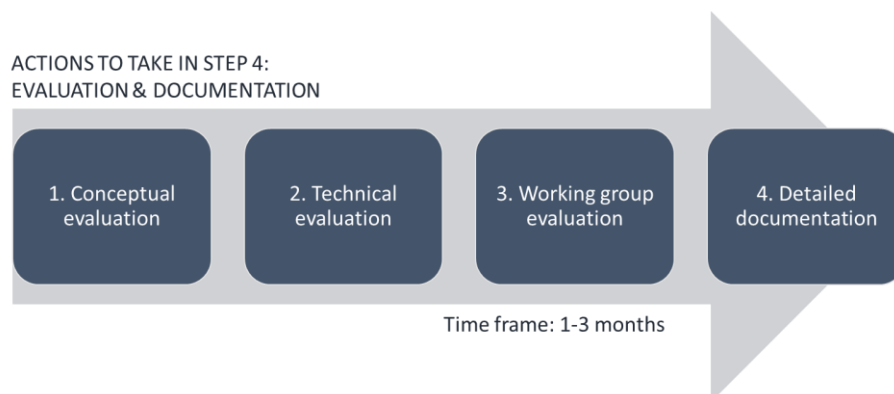 ACTIONS TO TAKE IN STEP 4:
EVALUATION & DOCUMENTATION
1. Conceptual
evaluation
2. Technical
evaluation
3. Working group
evaluation
4. Detailed
documentation
Time frame: 1-3 months